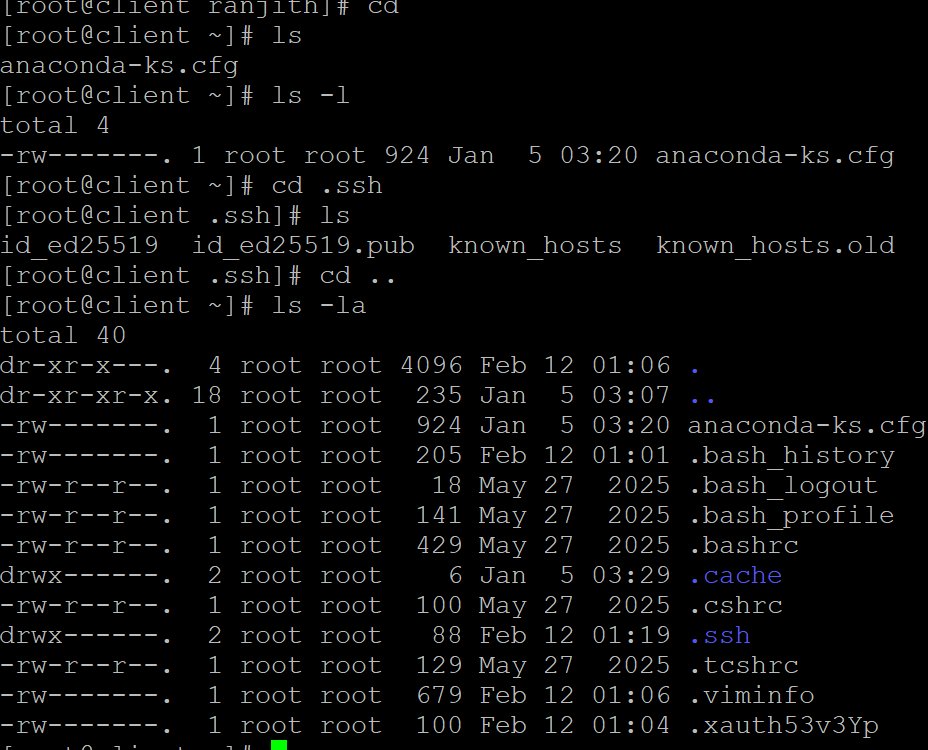 [root@client ranjith]# cd
[root@client ~]# ls
anaconda-ks.cfg
[root@client ~]# ls -l
total 4
-rw-------. 1 root root 924 Jan  5 03:20 anaconda-ks.cfg
[root@client ~]# cd .ssh
[root@client .ssh]# ls
id_ed25519  id_ed25519.pub  known_hosts  known_hosts.old
[root@client .ssh]# cd ..
[root@client ~]# ls -la
total 40
dr-xr-x---.  4 root root 4096 Feb 12 01:06 .
dr-xr-xr-x. 18 root root  235 Jan  5 03:07 ..
-rw-------.  1 root root  924 Jan  5 03:20 anaconda-ks.cfg
-rw-------.  1 root root  205 Feb 12 01:01 .bash_history
-rw-r--r--.  1 root root   18 May 27  2025 .bash_logout
-rw-r--r--.  1 root root  141 May 27  2025 .bash_profile
-rw-r--r--.  1 root root  429 May 27  2025 .bashrc
drwx------.  2 root root    6 Jan  5 03:29 .cache
-rw-r--r--.  1 root root  100 May 27  2025 .cshrc
drwx------.  2 root root   88 Feb 12 01:19 .ssh
-rw-r--r--.  1 root root  129 May 27  2025 .tcshrc
-rw-------.  1 root root  679 Feb 12 01:06 .viminfo
-rw-------.  1 root root  100 Feb 12 01:04 .xauth53v3Yp
[root@client ~]#